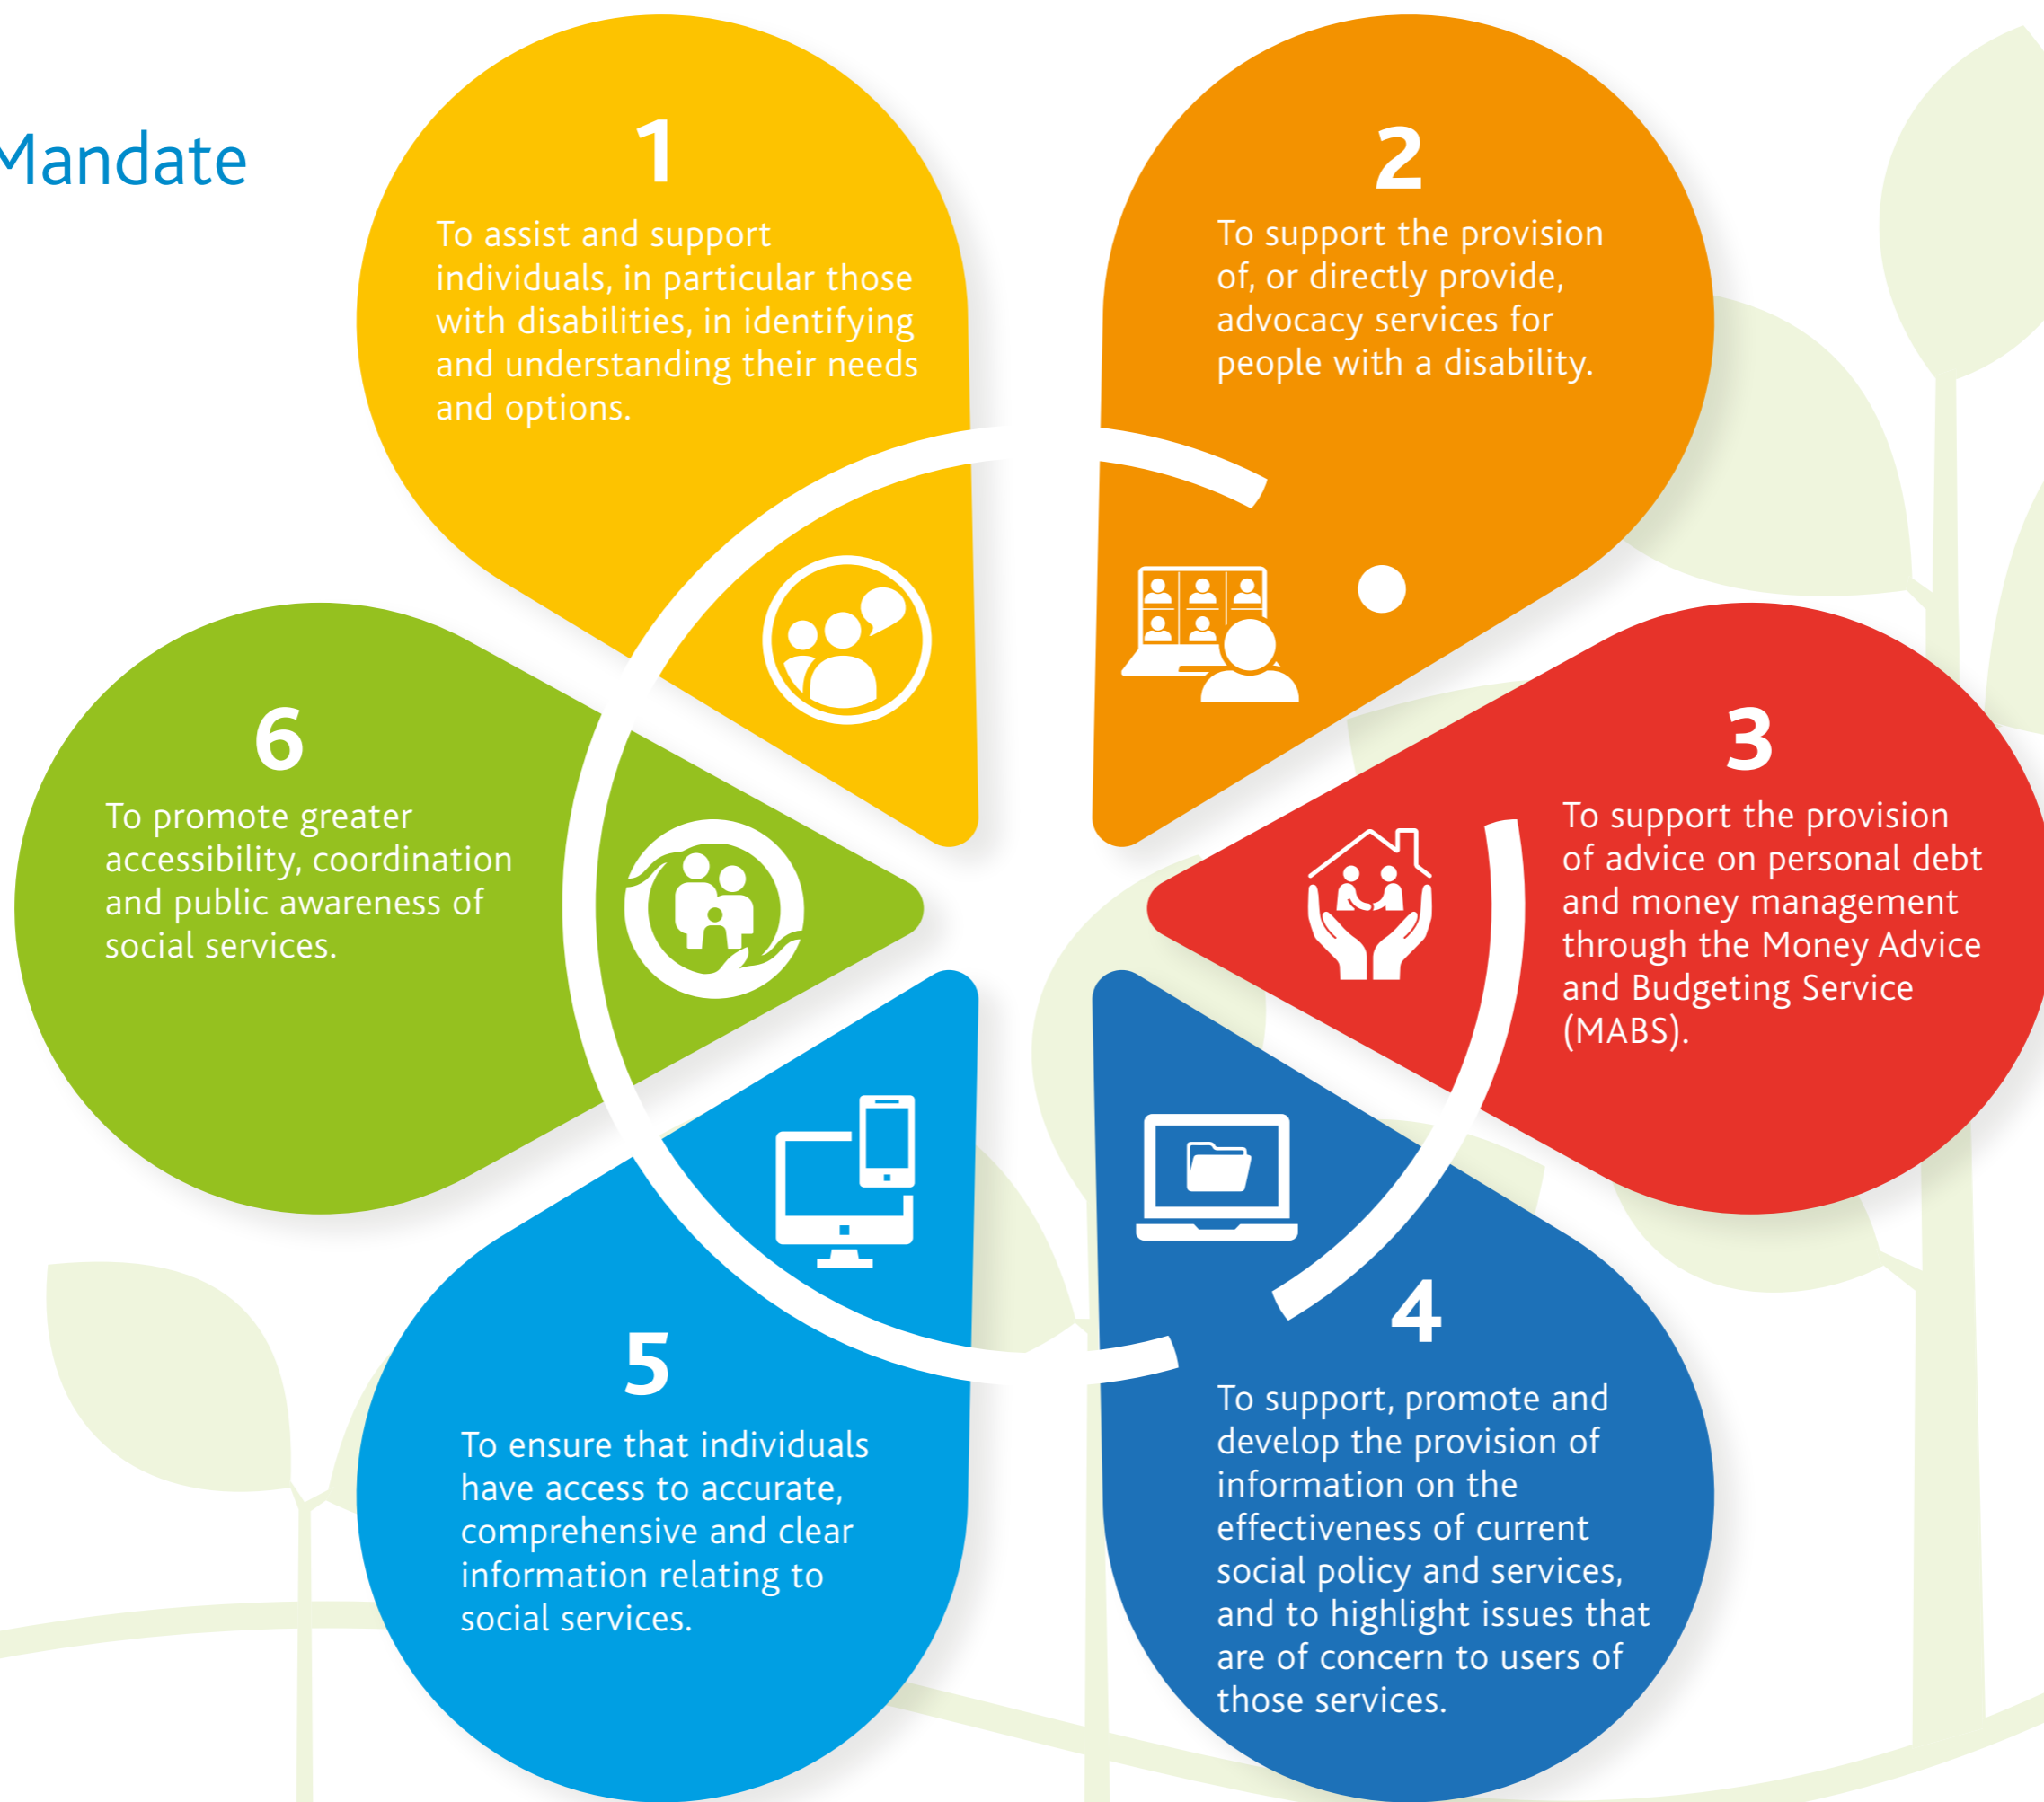 Mandate
1
To assist and support
individuals, in particular those
with disabilities, in identifying
and understanding their needs
and options.
2
To support the provision
of, or directly provide,
advocacy services for
people with a disability.
3
To support the provision
of advice on personal debt
and money management
through the Money Advice
and Budgeting Service
(MABS).
4
To support, promote and
develop the provision of
information on the
effectiveness of current
social policy and services,
and to highlight issues that
are of concern to users of
those services.
5
To ensure that individuals
have access to accurate,
comprehensive and clear
information relating to
social services.
6
To promote greater
accessibility, coordination
and public awareness of
social services.